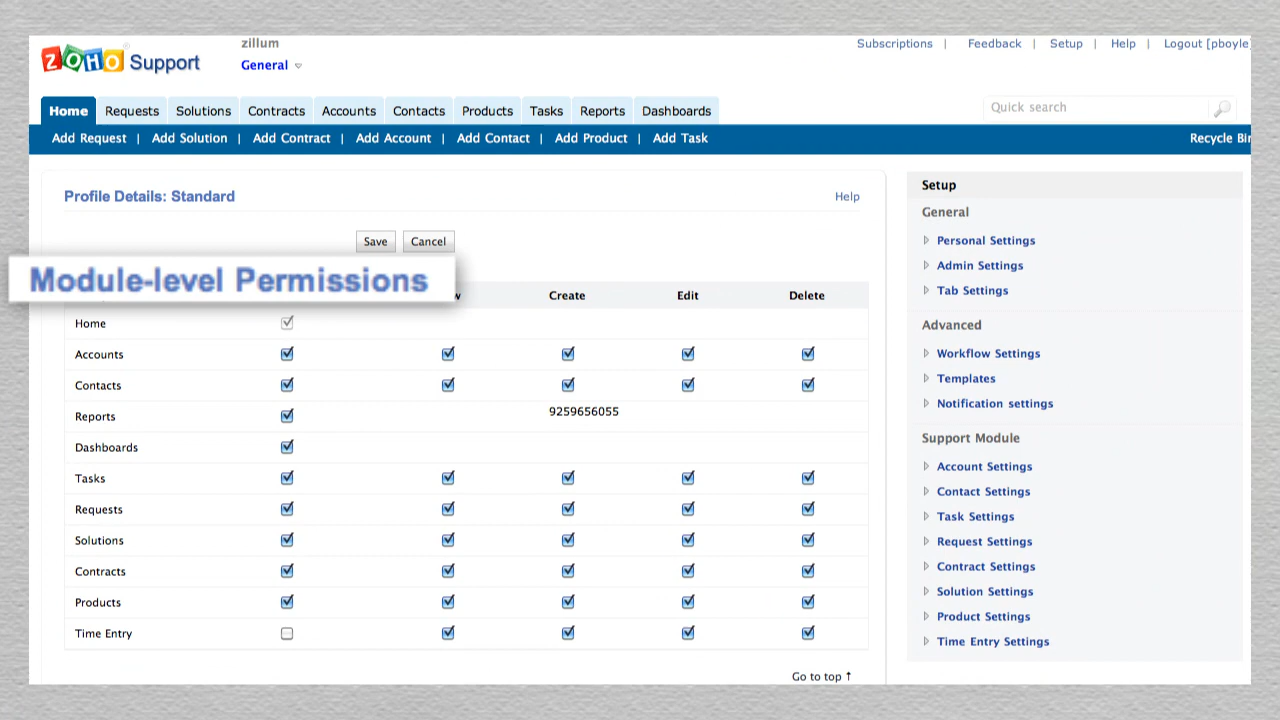 zillum
Subscriptions | Feedback | Setup | Help | Logout [pboyle
ZOHO Support
General
Home Requests Solutions Contracts Accounts Contacts Products Tasks Reports Dashboards
Quick search
Add Request | Add Solution | Add Contract | Add Account | Add Contact | Add Product | Add Task
Recycle Bin
Profile Details: Standard
Help
Save Cancel
Module-level Permissions
Create Edit Delete
Home
Accounts
Contacts
Reports
9259656055
Dashboards
Tasks
Requests
Solutions
Contracts
Products
Time Entry
Go to top ↑
Setup
General
Personal Settings
Admin Settings
Tab Settings
Advanced
Workflow Settings
Templates
Notification settings
Support Module
Account Settings
Contact Settings
Task Settings
Request Settings
Contract Settings
Solution Settings
Product Settings
Time Entry Settings